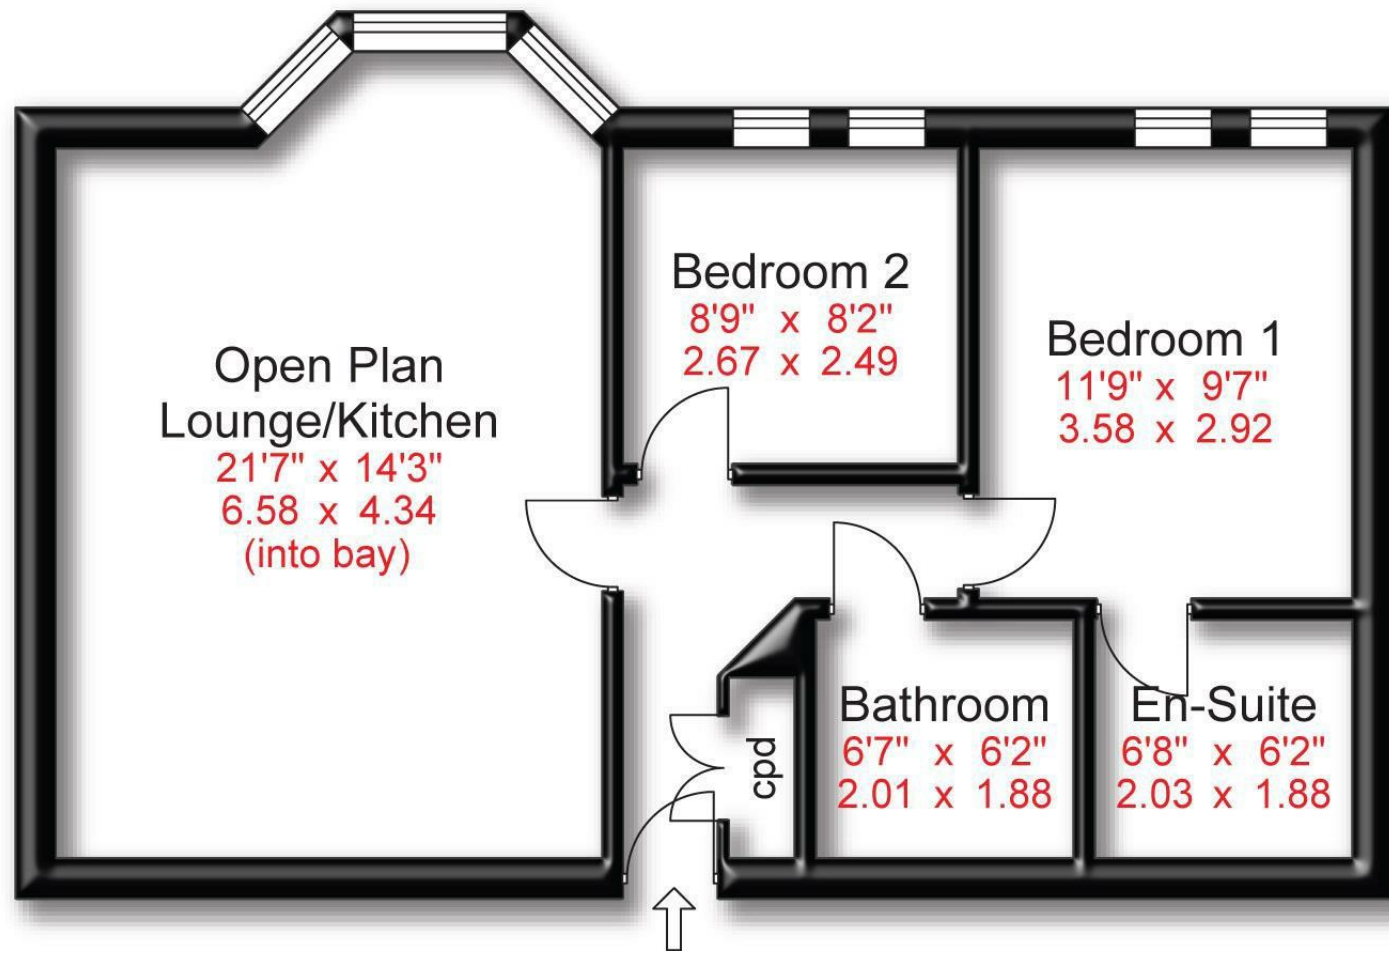 Open Plan
Lounge/Kitchen
21'7" x 14'3"
6.58 x 4.34
(into bay)
Bedroom 2
8'9" x 8'2"
2.67 x 2.49
Bedroom 1
11'9" x 9'7"
3.58 x 2.92
cpd
Bathroom
6'7" x 6'2"
2.01 x 1.88
En-Suite
6'8" x 6'2"
2.03 x 1.88